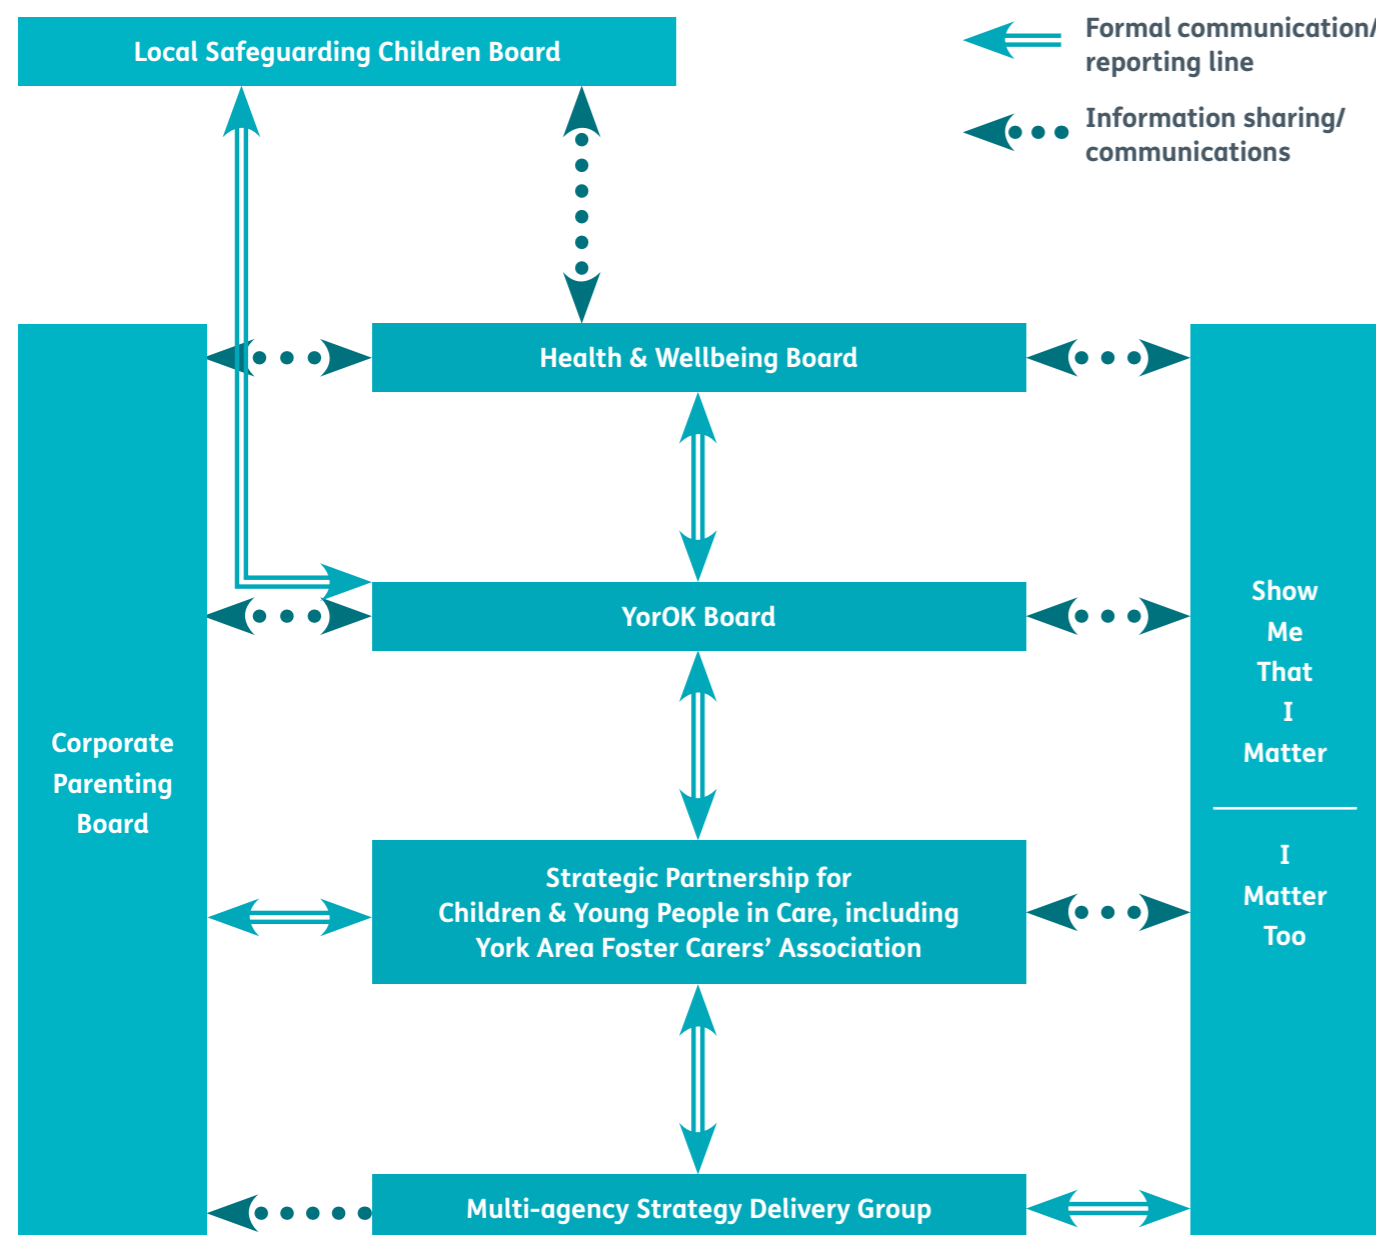 Local Safeguarding Children Board
Formal communication/
reporting line
Information sharing/
communications
Health & Wellbeing Board
YorOK Board
Corporate
Parenting
Board
Strategic Partnership for
Children & Young People in Care, including
York Area Foster Carers’ Association
Multi-agency Strategy Delivery Group
Show
Me
That
I
Matter
I
Matter
Too